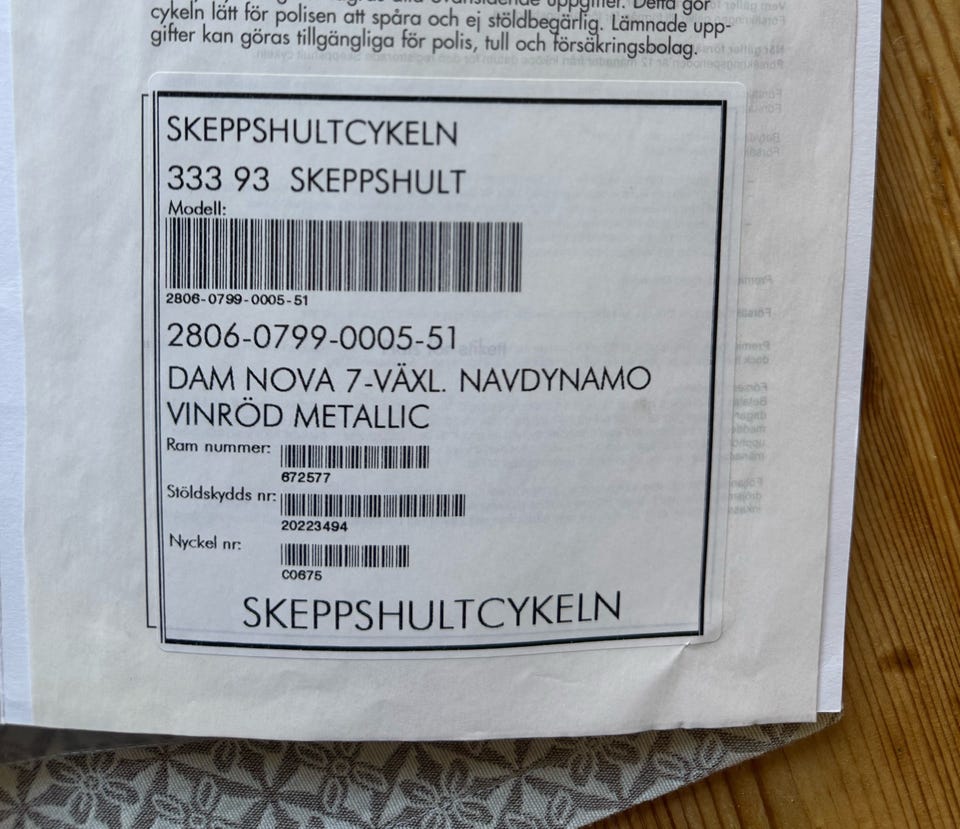 cykeln lätt för polisen att spåra och ej stöldbegärlig. Lämnade upp-
gifter kan göras tillgängliga för polis, tull och försäkringsbolag.
SKEPPSHULTCYKELN
333 93 SKEPPSHULT
Modell:
2806-0799-0005-51
2806-0799-0005-51
DAM NOVA 7-VÄXL. NAVDYNAMO
VINRÖD METALLIC
Ram nummer:
672577
Stöldskydds nr:
20223494
Nyckel nr:
C0675
SKEPPSHULTCYKELN